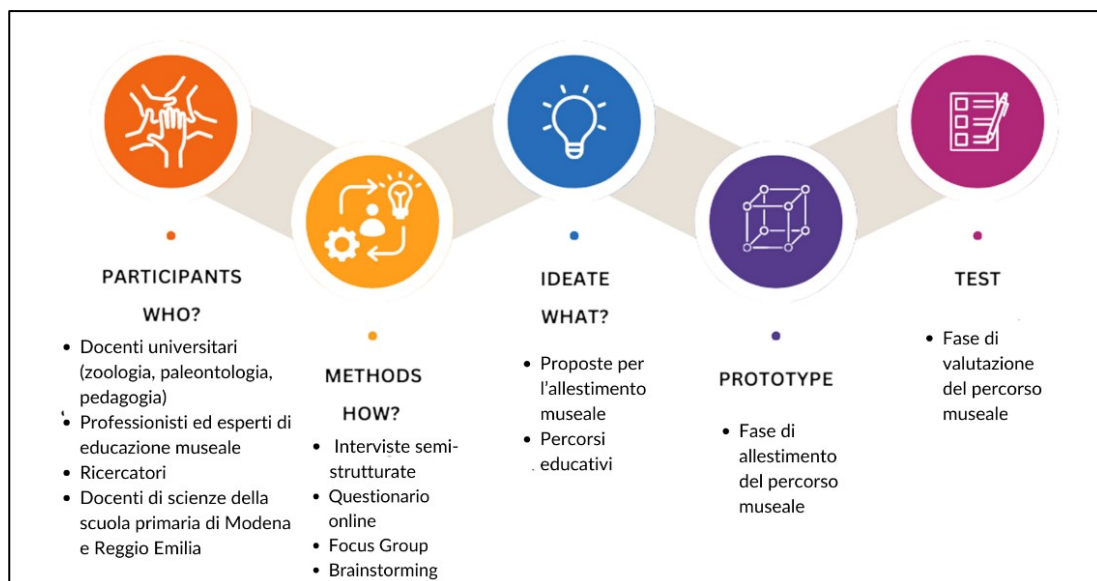 PARTICIPANTS
WHO?
• Docenti universitari
(zoologia, paleontologia,
pedagogia)
• Professionisti ed esperti di
educazione museale
• Ricercatori
• Docenti di scienze della
scuola primaria di Modena
e Reggio Emilia
METHODS
HOW?
• Interviste semi-
strutturate
• Questionario
online
• Focus Group
• Brainstorming
IDEATE
WHAT?
• Proposte per
l'allestimento
museale
• Percorsi
educativi
PROTOTYPE
• Fase di
allestimento
del percorso
museale
TEST
• Fase di
valutazione
del percorso
museale